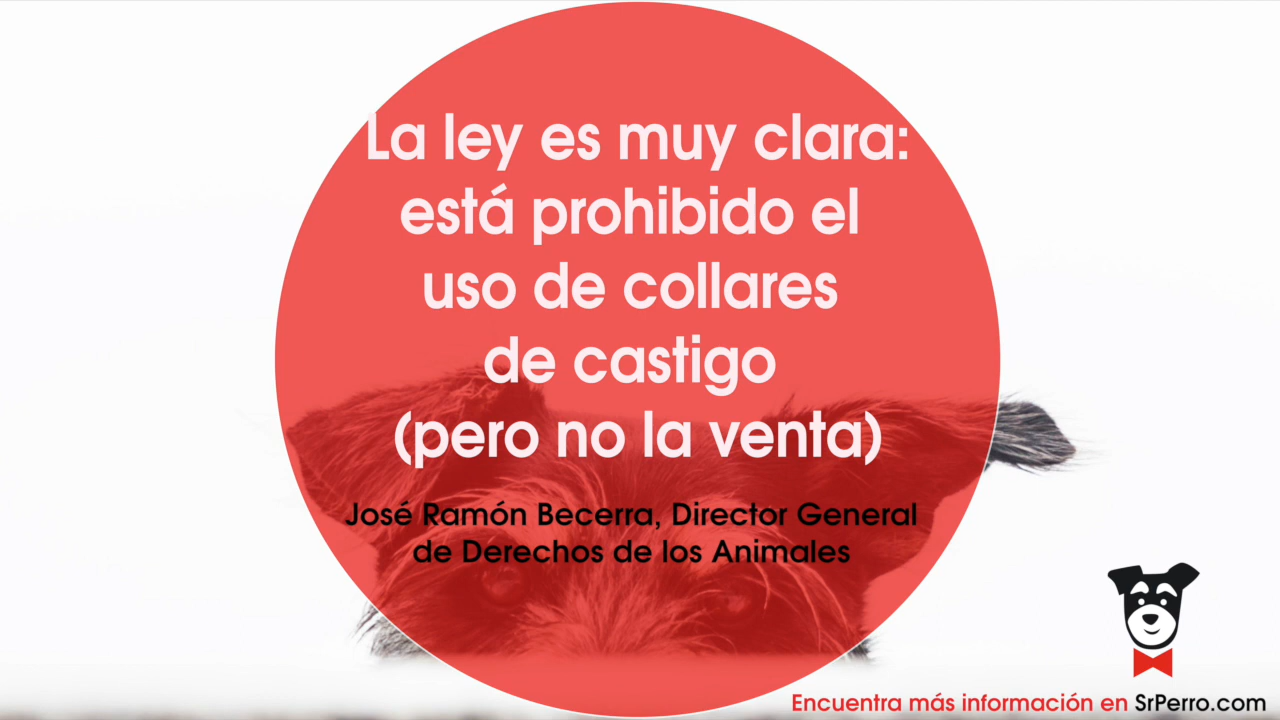 La ley es muy clara:
está prohibido el
uso de collares
de castigo
(pero no la venta)
José Ramón Becerra, Director General
de Derechos de los Animales
Encuentra más información en SrPerro.com